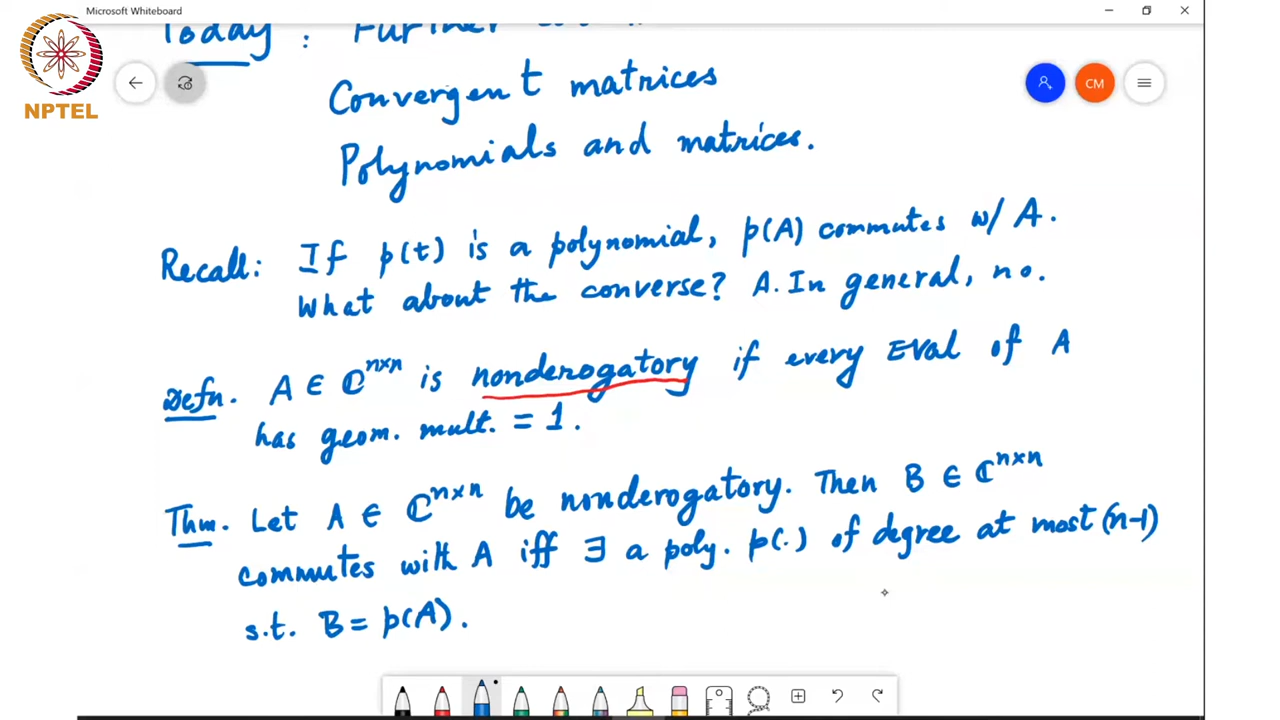 Microsoft Whiteboard
NPTEL
CM
Today : Further
Convergent matrices
Polynomials and matrices.
Recall: If p(t) is a polynomial, p(A) commutes w/ A.
What about the converse? A. In general, no.
Defn. A ∈ ℂ^{n×n} is nonderogatory if every Eval of A
has geom. mult. = 1.
Thm. Let A ∈ ℂ^{n×n} be nonderogatory. Then B ∈ ℂ^{n×n}
commutes with A iff ∃ a poly. p(.) of degree at most (n-1)
s.t. B = p(A).